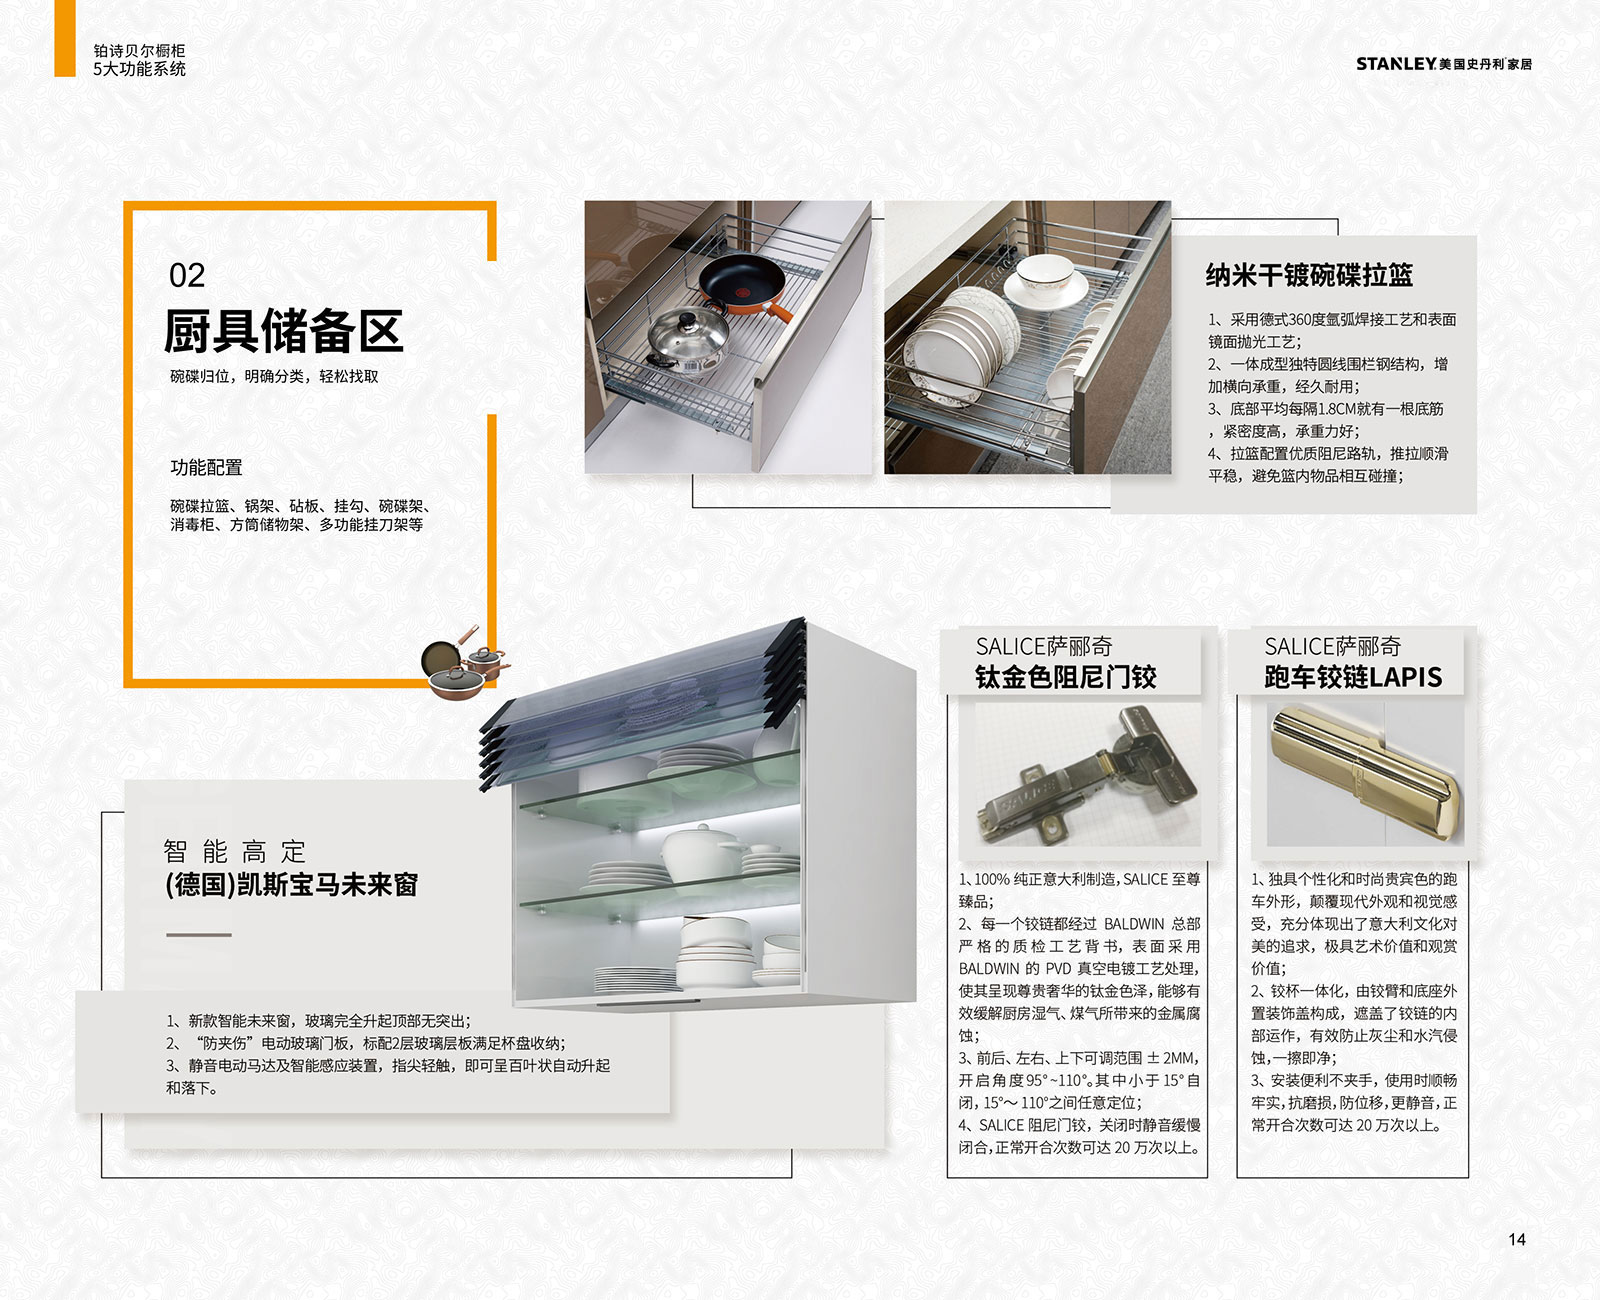 铂诗贝尔橱柜
5大功能系统
STANLEY.美国史丹利家居
02
厨具储备区
碗碟归位，明确分类，轻松找取
功能配置
碗碟拉篮、锅架、砧板、挂勾、碗碟架、
消毒柜、方筒储物架、多功能挂刀架等
纳米干镀碗碟拉篮
1、采用德式360度氩弧焊接工艺和表面
镜面抛光工艺；
2、一体成型独特圆线围栏钢结构，增
加横向承重，经久耐用；
3、底部平均每隔1.8CM就有一根底筋
，紧密度高，承重力好；
4、拉篮配置优质阻尼路轨，推拉顺滑
平稳，避免篮内物品相互碰撞；
智能高定
(德国)凯斯宝马未来窗
1、新款智能未来窗，玻璃完全升起顶部无突出；
2、“防夹伤”电动玻璃门板，标配2层玻璃层板满足杯盘收纳；
3、静音电动马达及智能感应装置，指尖轻触，即可呈百叶状自动升起
和落下。
SALICE萨郦奇
钛金色阻尼门铰
SALICE
1、100% 纯正意大利制造，SALICE 至尊
臻品；
2、每一个铰链都经过 BALDWIN 总部
严格的质检工艺背书，表面采用
BALDWIN 的 PVD 真空电镀工艺处理，
使其呈现尊贵奢华的钛金色泽，能够有
效缓解厨房湿气、煤气所带来的金属腐
蚀；
3、前后、左右、上下可调范围 ± 2MM，
开启角度95°~110°。其中小于15°自
闭，15°～110°之间任意定位；
4、SALICE 阻尼门铰，关闭时静音缓慢
闭合，正常开合次数可达 20 万次以上。
SALICE萨郦奇
跑车铰链LAPIS
1、独具个性化和时尚贵宾色的跑
车外形，颠覆现代外观和视觉感
受，充分体现出了意大利文化对
美的追求，极具艺术价值和观赏
价值；
2、铰杯一体化，由铰臂和底座外
置装饰盖构成，遮盖了铰链的内
部运作，有效防止灰尘和水汽侵
蚀，一擦即净；
3、安装便利不夹手，使用时顺畅
牢实，抗磨损，防位移，更静音，正
常开合次数可达 20 万次以上。
14